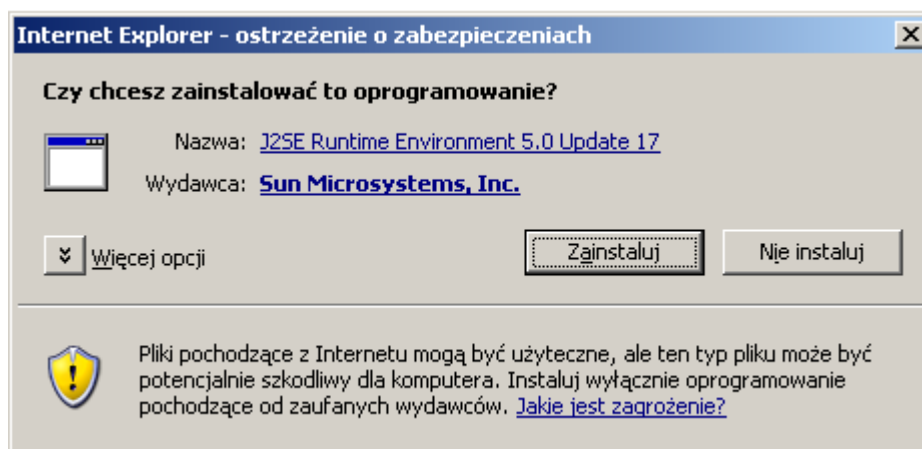 Internet Explorer - ostrzeżenie o zabezpieczeniach
Czy chcesz zainstalować to oprogramowanie?
Nazwa: J2SE Runtime Environment 5.0 Update 17
Wydawca: Sun Microsystems, Inc.
Więcej opcji Zainstaluj Nie instaluj
Pliki pochodzące z Internetu mogą być użyteczne, ale ten typ pliku może być
potencjalnie szkodliwy dla komputera. Instaluj wyłącznie oprogramowanie
pochodzące od zaufanych wydawców. Jakie jest zagrożenie?